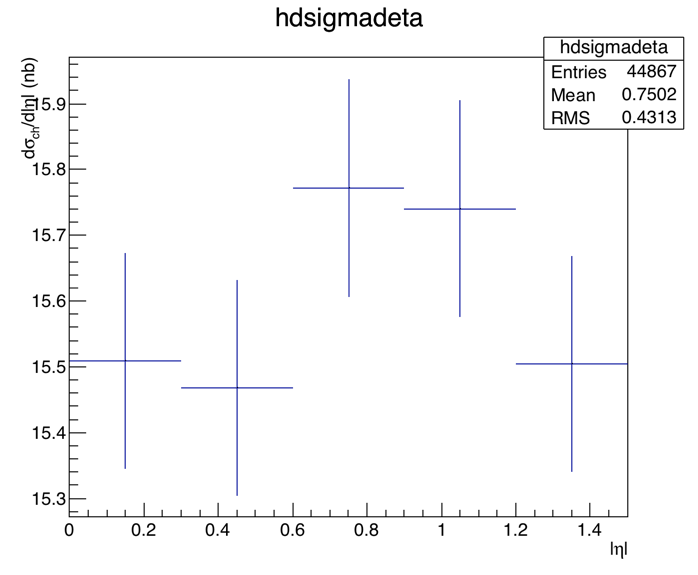 hdsigmadeta
hdsigmadeta
Entries 44867
Mean 0.7502
RMS 0.4313
dσch/d|η| (nb)
15.9
15.8
15.7
15.6
15.5
15.4
15.3
0 0.2 0.4 0.6 0.8 1 1.2 1.4
|η|